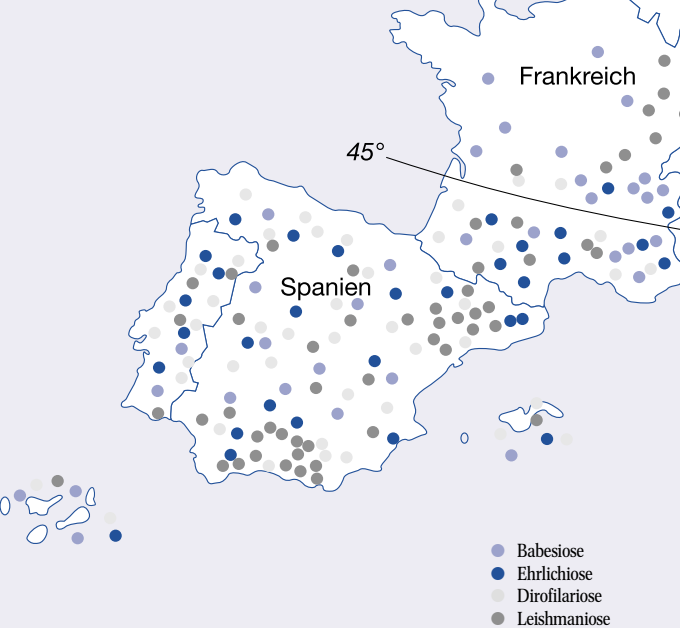 Frankreich
45°
Spanien
Babesiose
Ehrlichiose
Dirofilariose
Leishmaniose